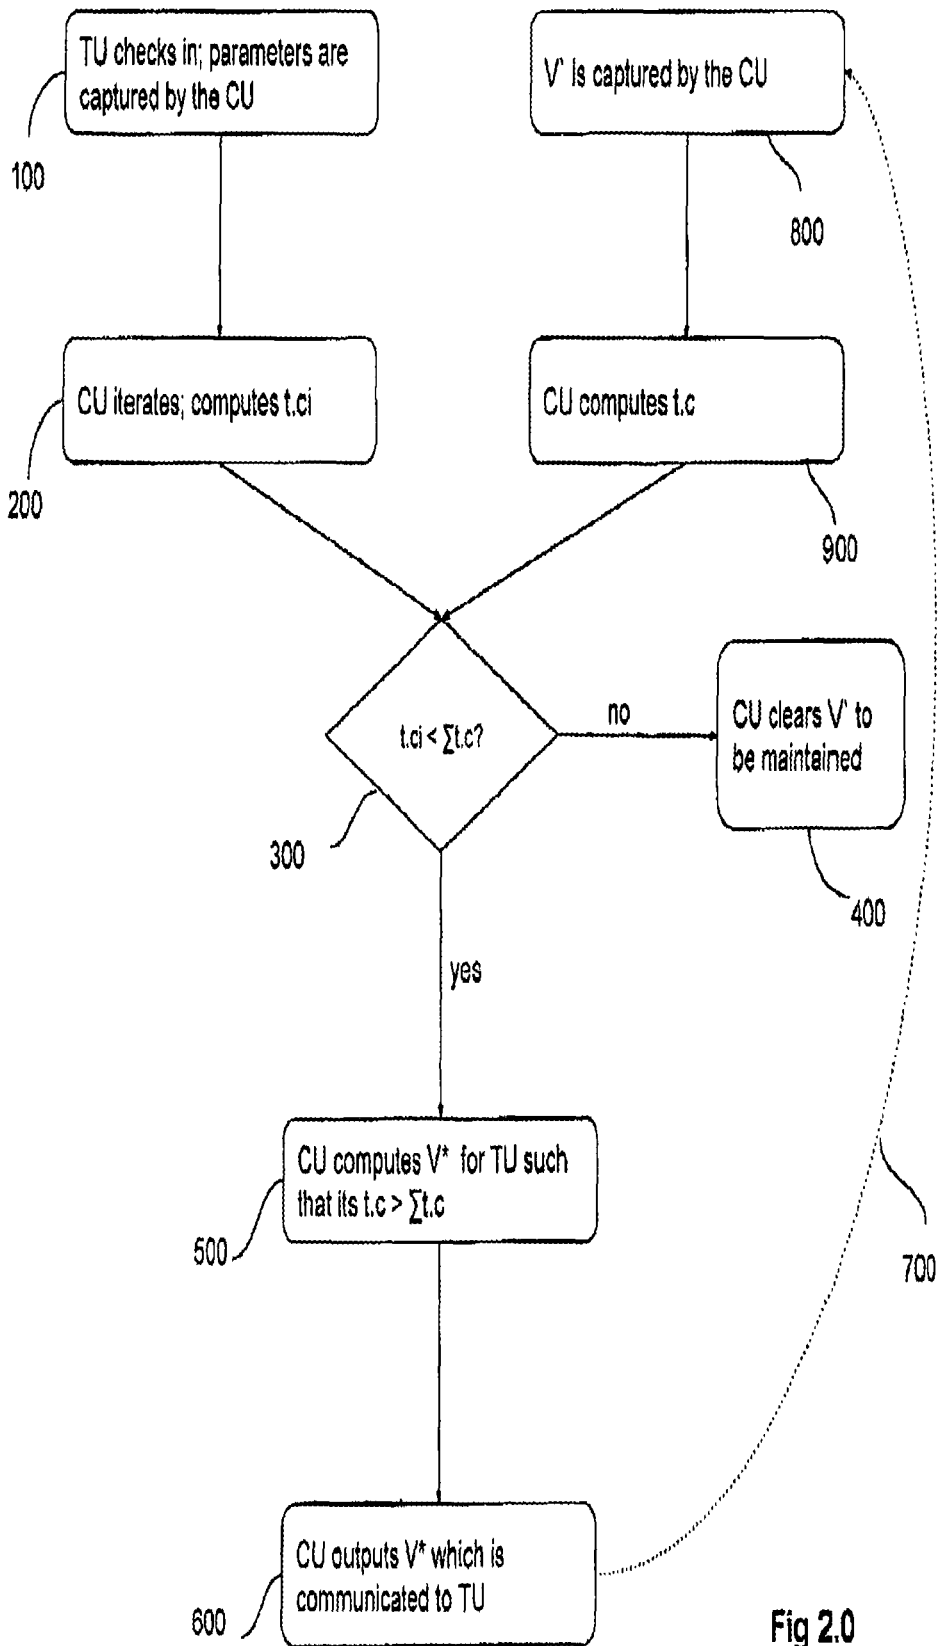 TU checks in; parameters are
captured by the CU
100
V` Is captured by the CU
800
CU iterates; computes t.ci
200
CU computes t.c
900
t.ci < ∑t.c?
300
no
CU clears V` to
be maintained
400
yes
CU computes V* for TU such
that its t.c > ∑t.c
500
700
CU outputs V* which is
communicated to TU
600
Fig 2.0